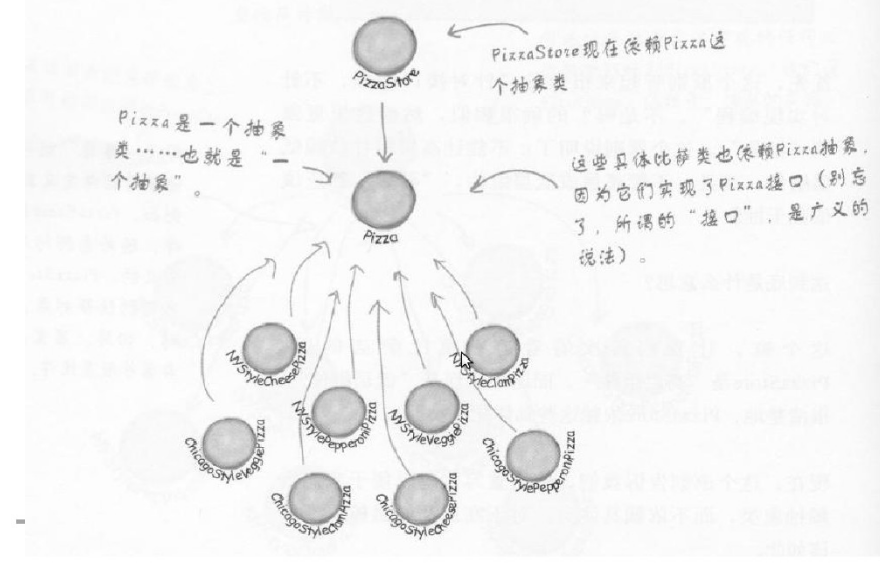 PizzaStore
PizzaStore现在依赖Pizza这
个抽象类
Pizza是一个抽象
类……也就是“一
个抽象”。
这些具体比萨类也依赖Pizza抽象，
因为它们实现了Pizza接口（别忘
了，所谓的“接口”，是广义的
说法）。
Pizza
NYStyleCheesePizza
NYStyleClamPizza
NYStylePepperoniPizza
NYStyleVeggiePizza
ChicagoStyleVeggiePizza
ChicagoStylePepperoniPizza
ChicagoStyleClamPizza
ChicagoStyleCheesePizza